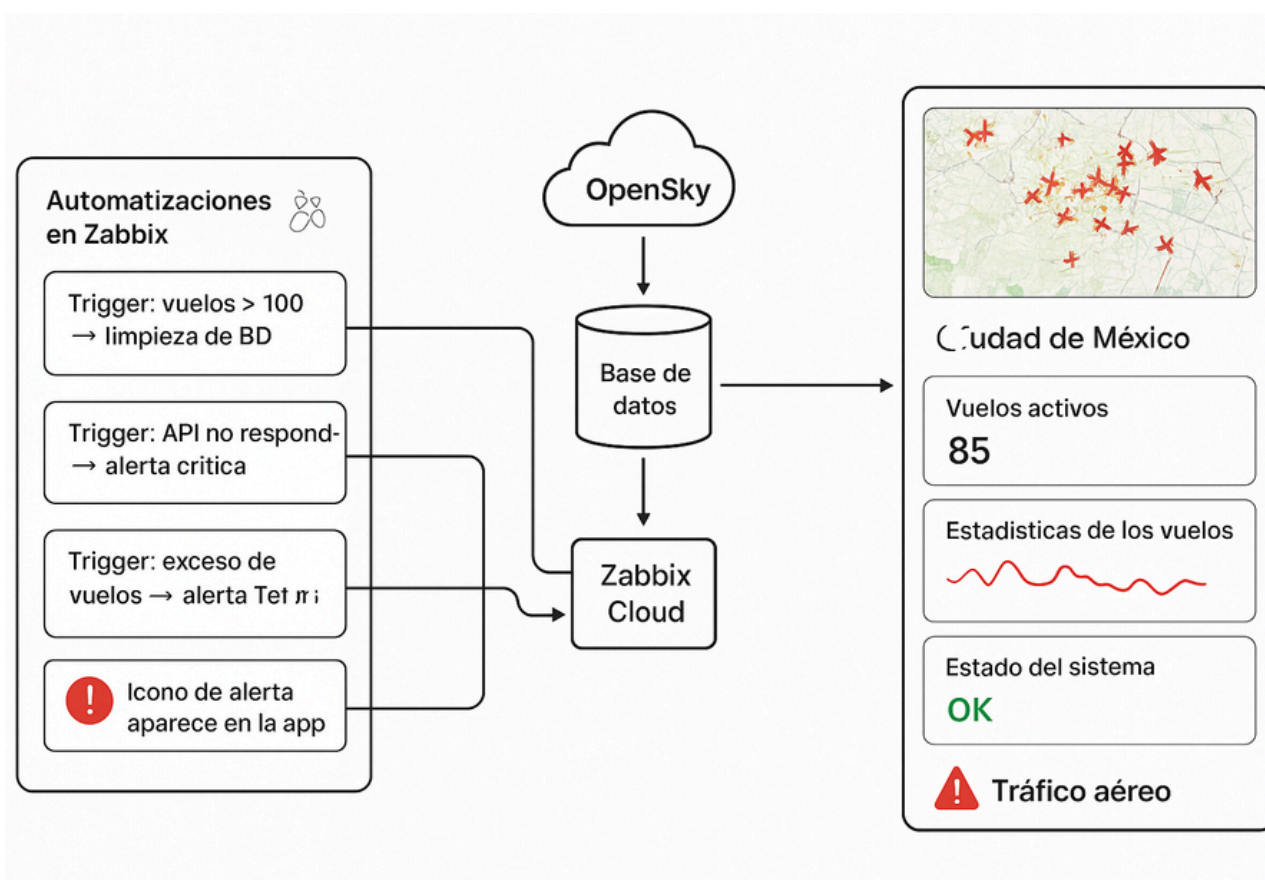 Automatizaciones
en Zabbix
Trigger: vuelos > 100
→ limpieza de BD
Trigger: API no respond-
→ alerta critica
Trigger: exceso de
vuelos → alerta
Icono de alerta
aparece en la app
OpenSky
Base de
datos
Zabbix
Cloud
de México
Vuelos activos
85
Estadisticas de los vuelos
Estado del sistema
OK
Tráfico aéreo